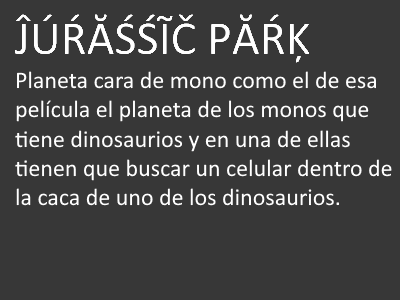 ĴÚŔĂŚŚĨČ PĂŔĶ
Planeta cara de mono como el de esa
película el planeta de los monos que
tiene dinosaurios y en una de ellas
tienen que buscar un celular dentro de
la caca de uno de los dinosaurios.